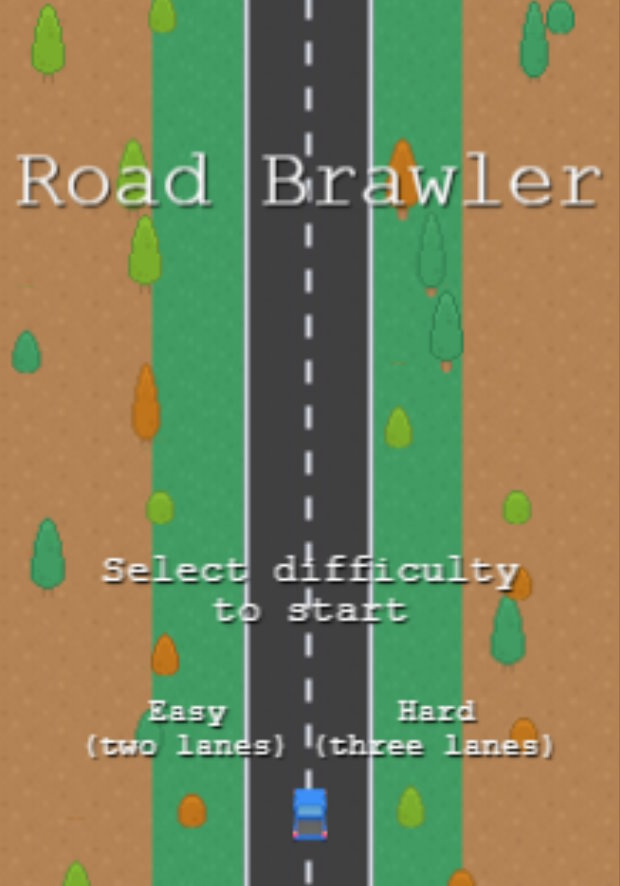 Road Brawler
Select difficulty
to start
Easy
(two lanes)
Hard
(three lanes)